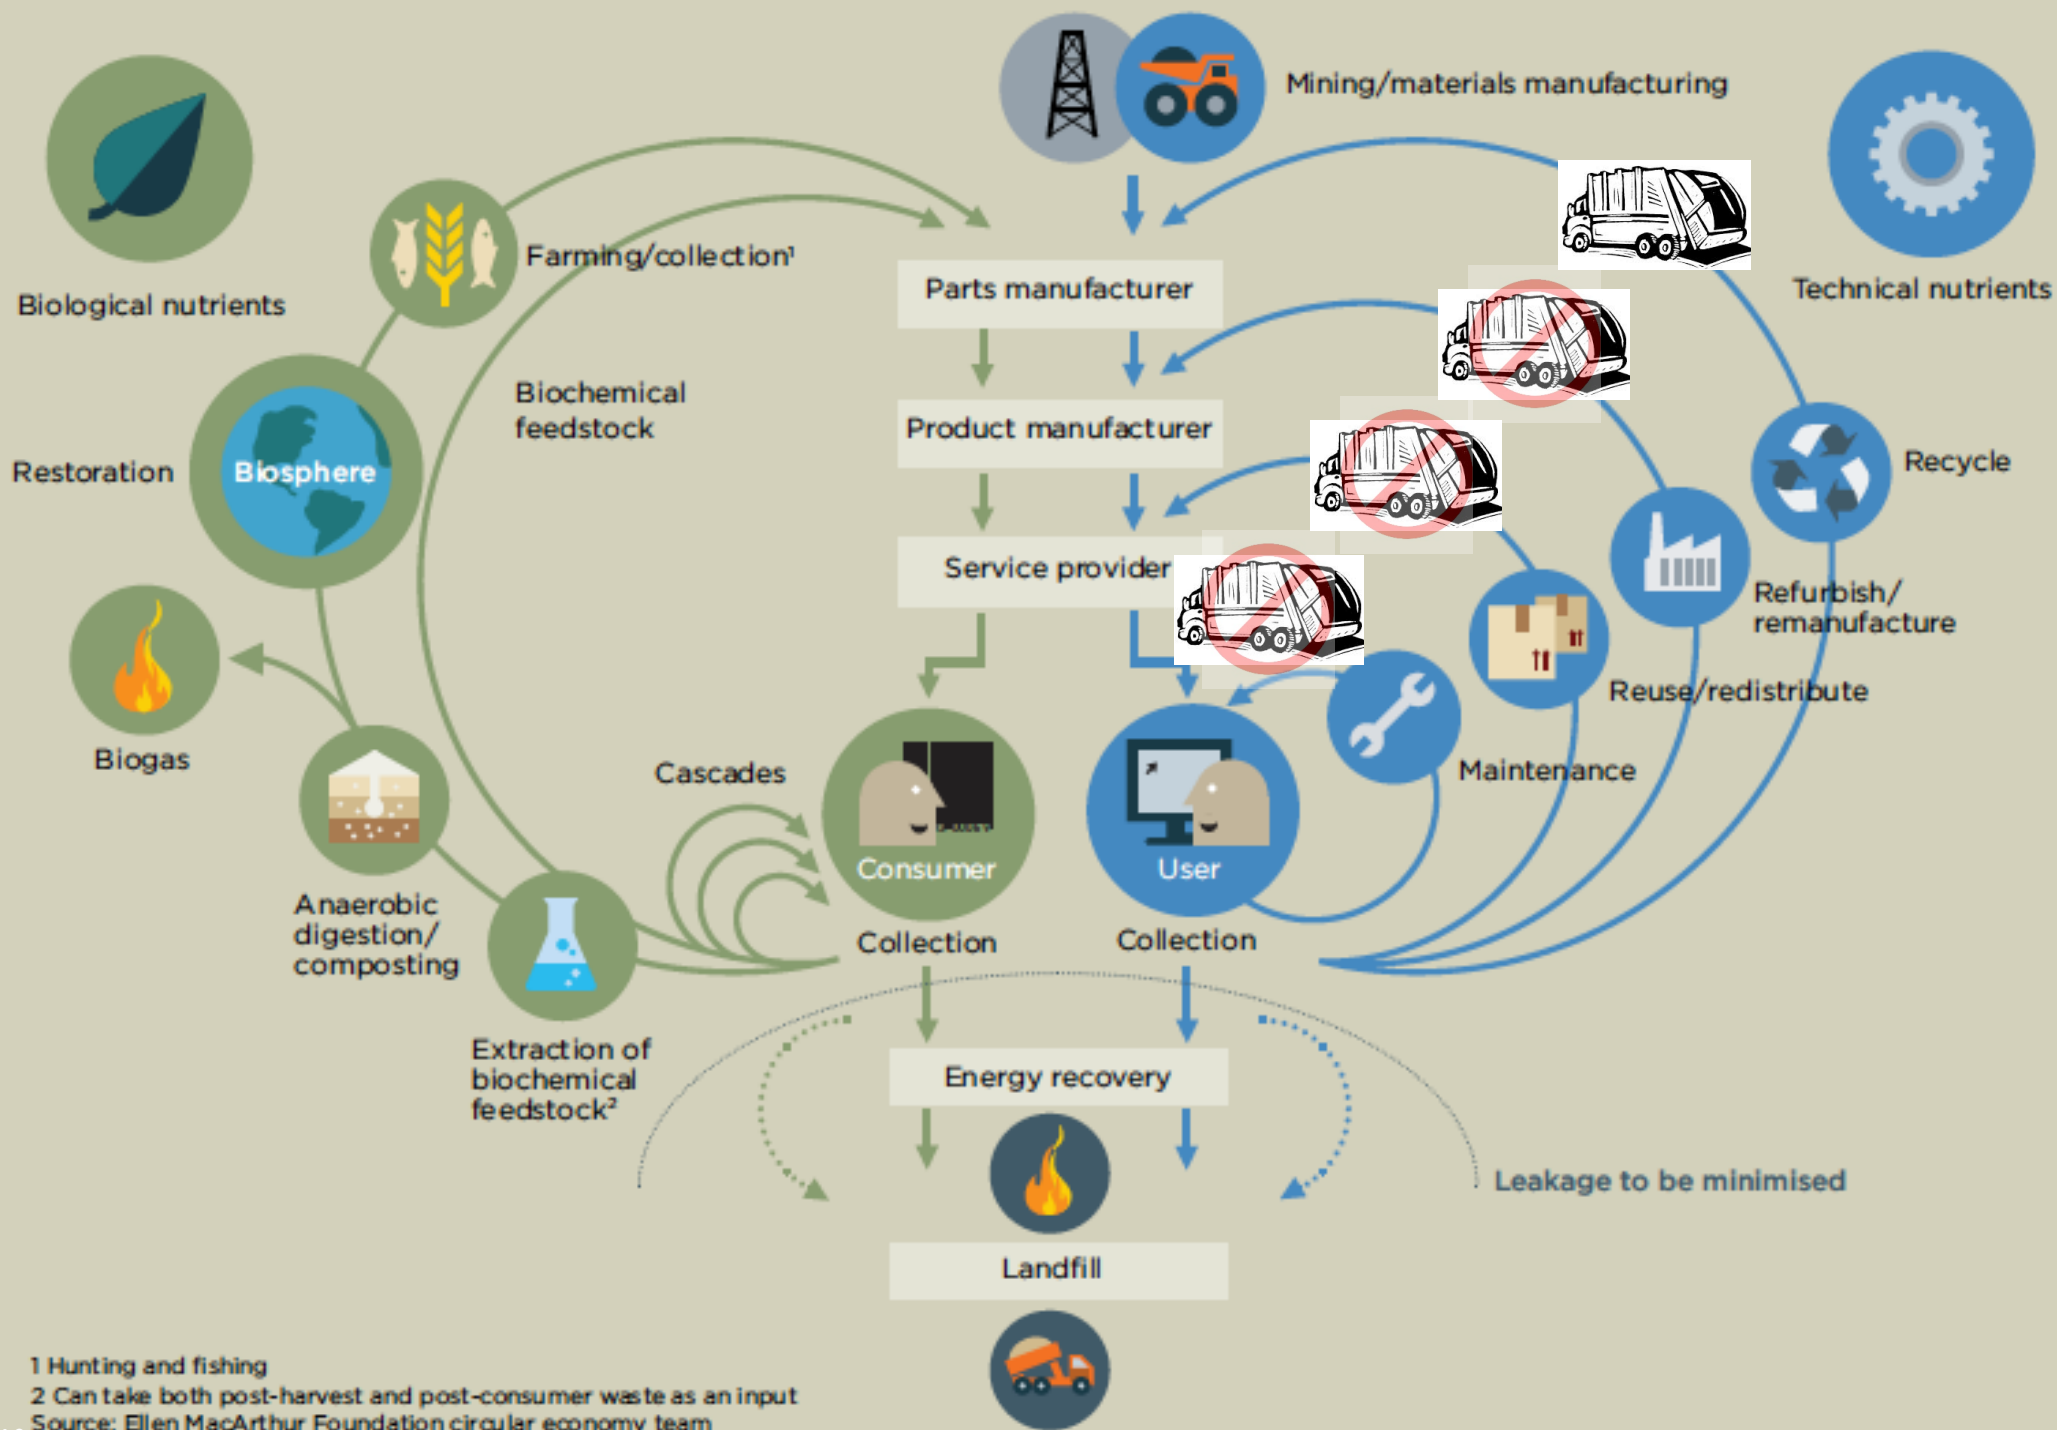 Mining/materials manufacturing
Biological nutrients
Farming/collection¹
Technical nutrients
Parts manufacturer
Biochemical
feedstock
Product manufacturer
Restoration
Biosphere
Recycle
Service provider
Refurbish/
remanufacture
Reuse/redistribute
Biogas
Cascades
Maintenance
Consumer
User
Anaerobic
digestion/
composting
Collection
Collection
Extraction of
biochemical
feedstock²
Energy recovery
Leakage to be minimised
Landfill
1 Hunting and fishing
2 Can take both post-harvest and post-consumer waste as an input
Source: Ellen MacArthur Foundation circular economy team